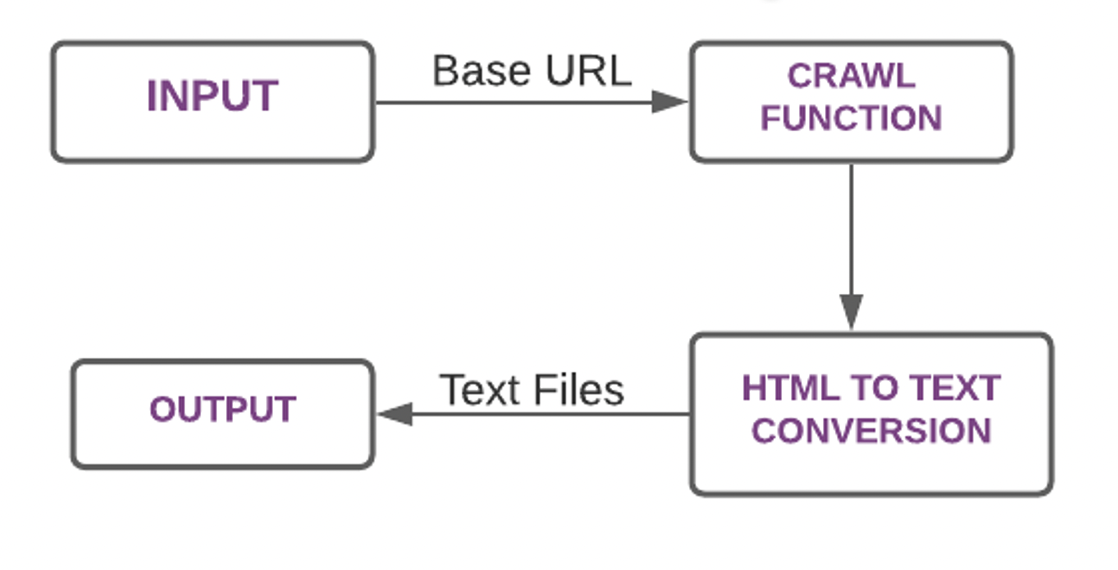 INPUT
Base URL
CRAWL
FUNCTION
HTML TO TEXT
CONVERSION
Text Files
OUTPUT